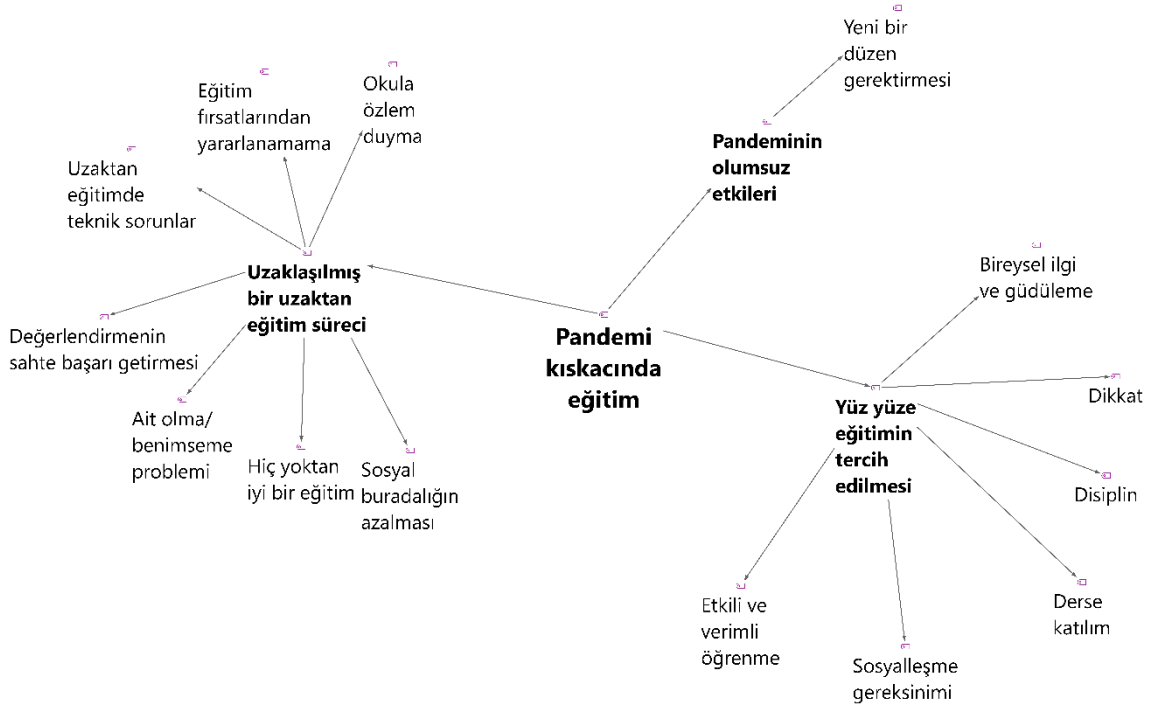 Yeni bir
düzen
gerektirmesi
Okula
özlem
duyma
Eğitim
fırsatlarından
yararlanamama
Uzaktan
eğitimde
teknik sorunlar
Pandeminin
olumsuz
etkileri
Uzaklaşılmış
bir uzaktan
eğitim süreci
Bireysel ilgi
ve güdüleme
Değerlendirmenin
sahte başarı getirmesi
Pandemi
kıskacında
eğitim
Dikkat
Yüz yüze
eğitimin
tercih
edilmesi
Ait olma/
benimseme
problemi
Hiç yoktan
iyi bir eğitim
Sosyal
buradalığın
azalması
Disiplin
Etkili ve
verimli
öğrenme
Derse
katılım
Sosyalleşme
gereksinimi